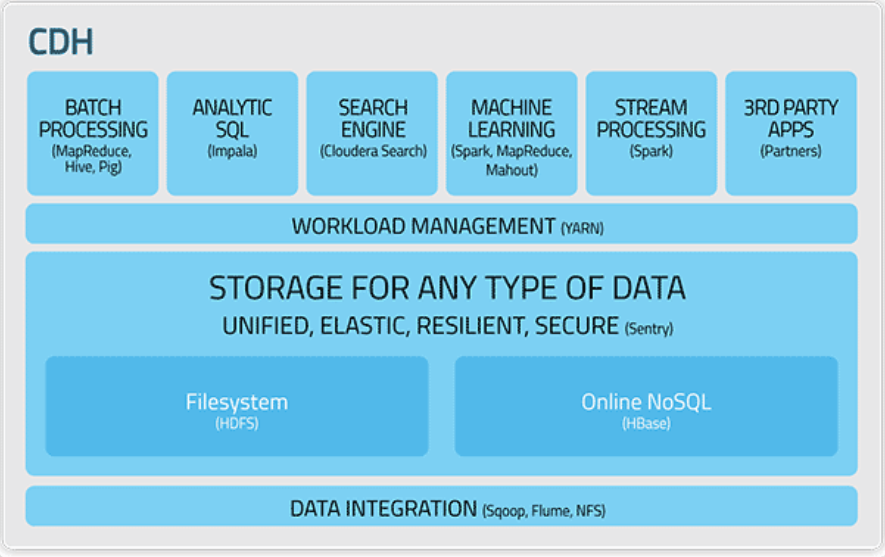 CDH
BATCH
PROCESSING
(MapReduce,
Hive, Pig)
ANALYTIC
SQL
(Impala)
SEARCH
ENGINE
(Cloudera Search)
MACHINE
LEARNING
(Spark, MapReduce,
Mahout)
STREAM
PROCESSING
(Spark)
3RD PARTY
APPS
(Partners)
WORKLOAD MANAGEMENT (YARN)
STORAGE FOR ANY TYPE OF DATA
UNIFIED, ELASTIC, RESILIENT, SECURE (Sentry)
Filesystem
(HDFS)
Online NoSQL
(HBase)
DATA INTEGRATION (Sqoop, Flume, NFS)